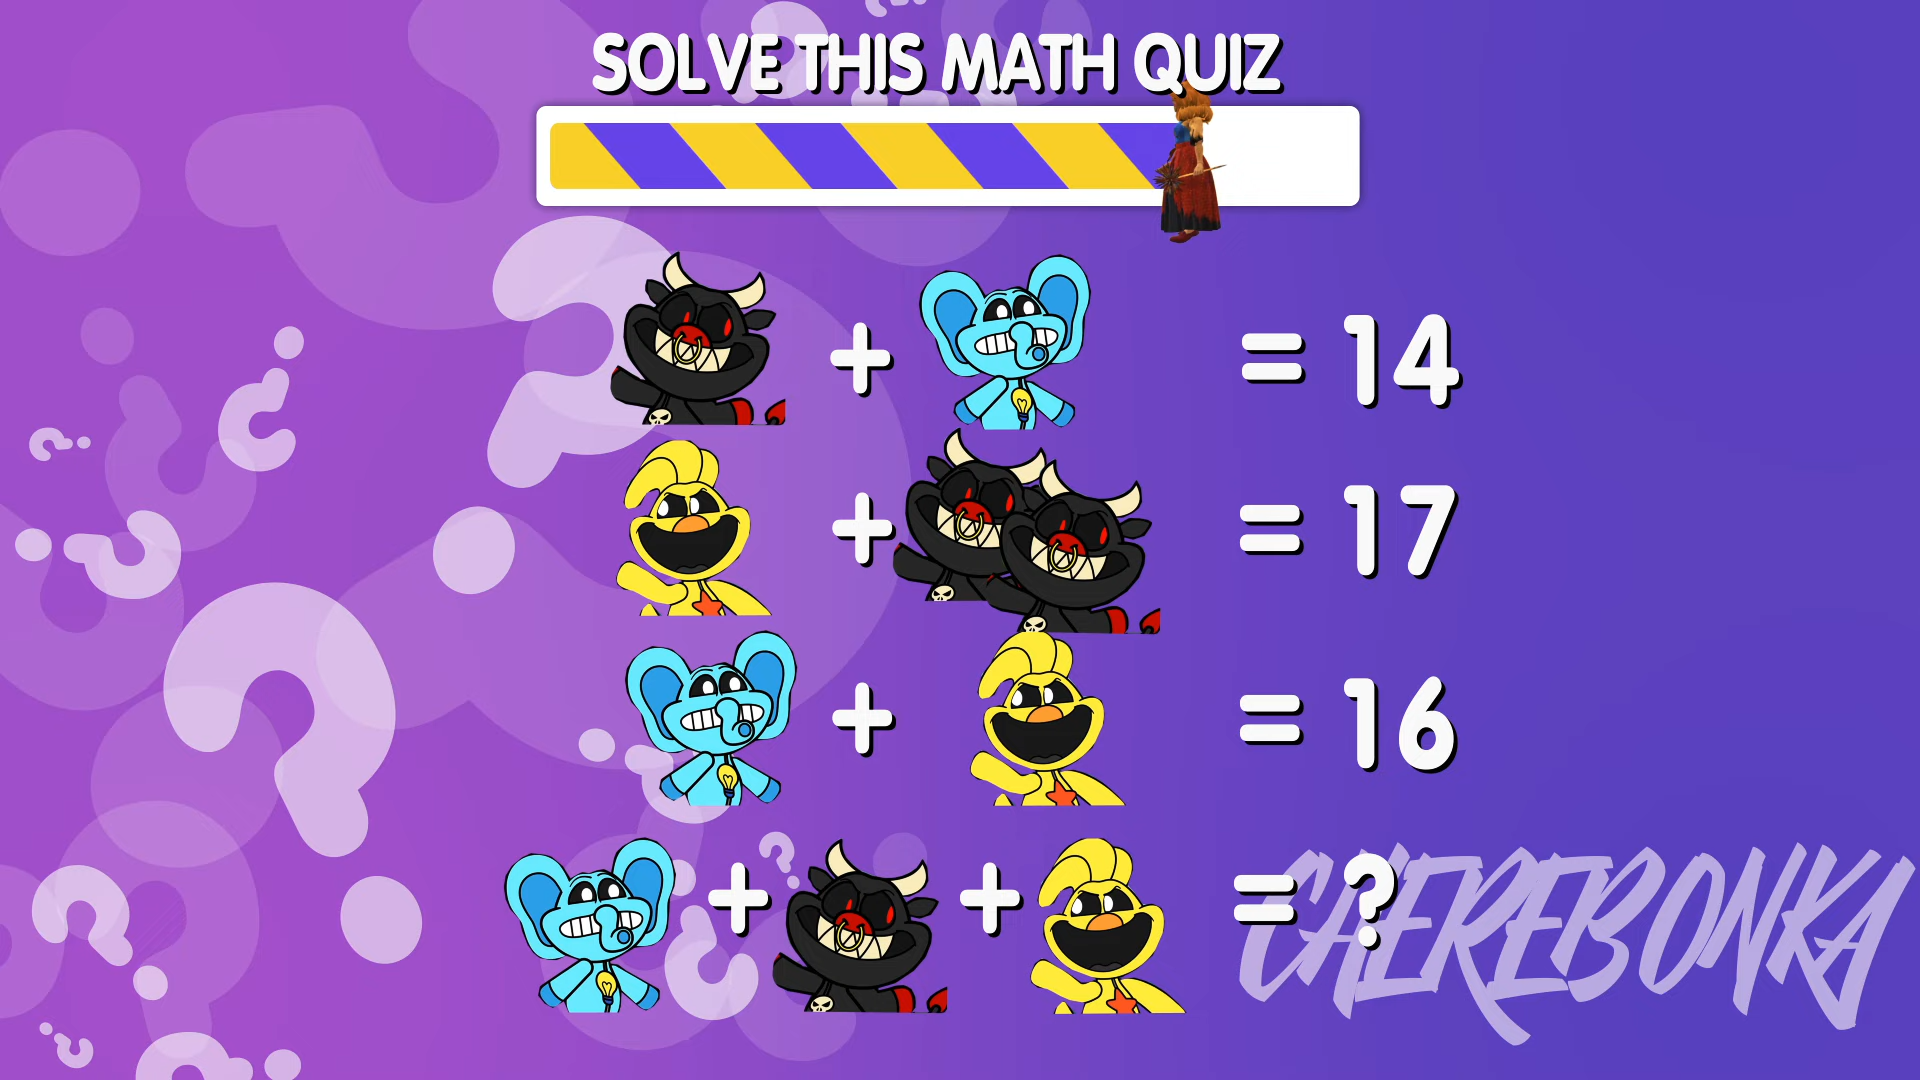 SOLVE THIS MATH QUIZ
+ = 14
+ = 17
+ = 16
+ + = ?
CHEREBONKA